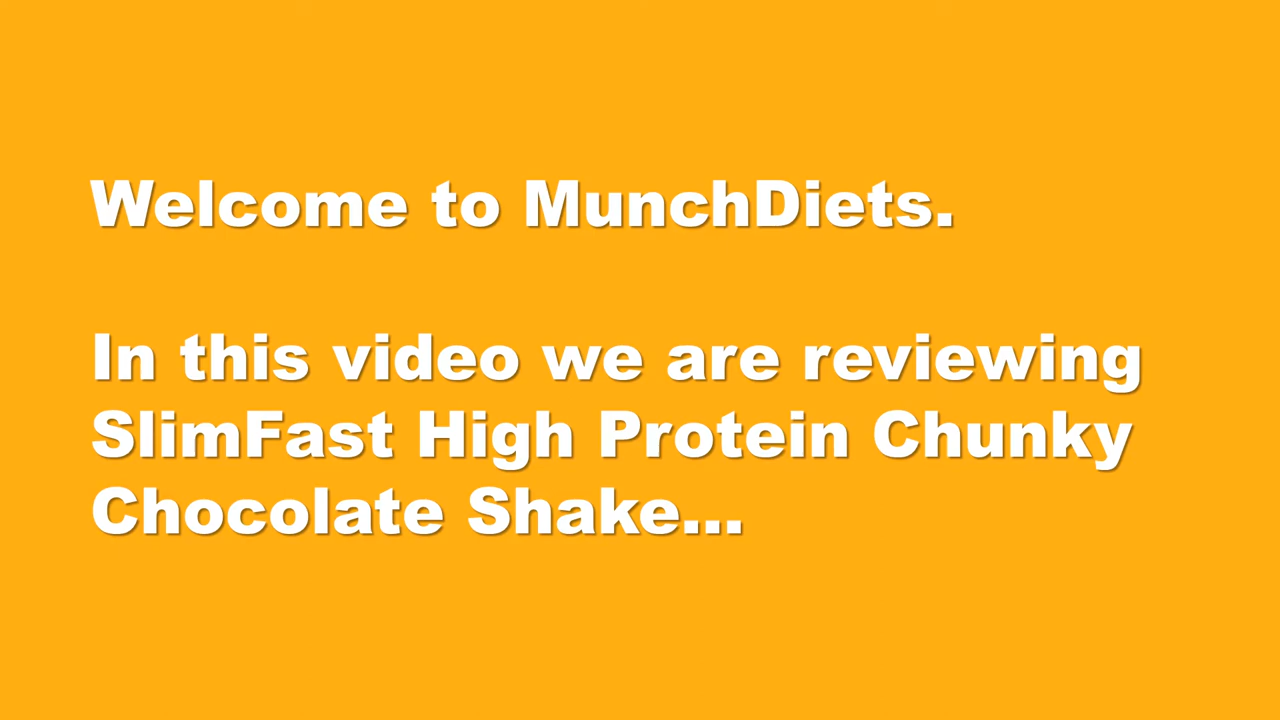 Welcome to MunchDiets.
In this video we are reviewing
SlimFast High Protein Chunky
Chocolate Shake...